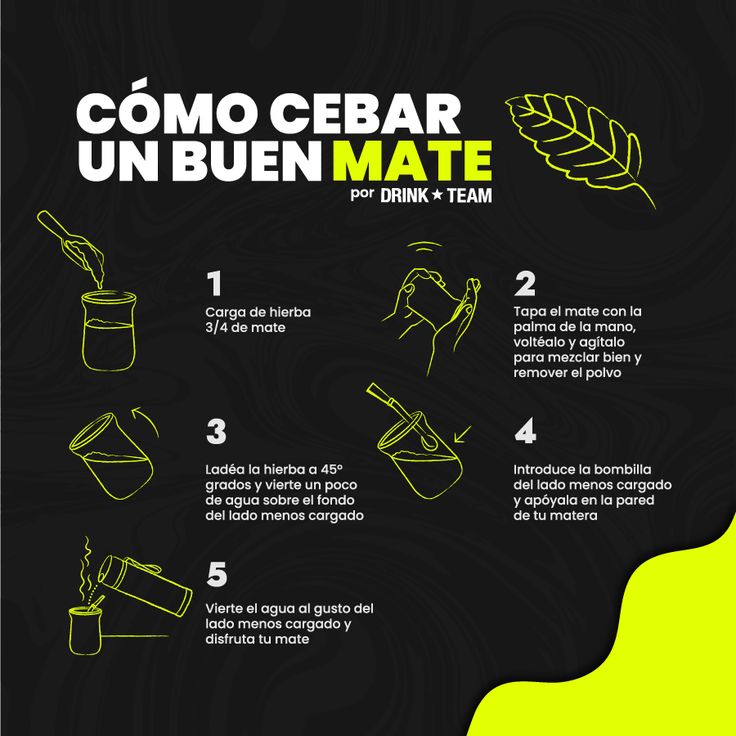 CÓMO CEBAR
UN BUEN MATE
por DRINK★TEAM
1
Carga de hierba
3/4 de mate
2
Tapa el mate con la
palma de la mano,
voltéalo y agítalo
para mezclar bien y
remover el polvo
3
Ladéa la hierba a 45°
grados y vierte un poco
de agua sobre el fondo
del lado menos cargado
4
Introduce la bombilla
del lado menos cargado
y apóyala en la pared
de tu matera
5
Vierte el agua al gusto del
lado menos cargado y
disfruta tu mate